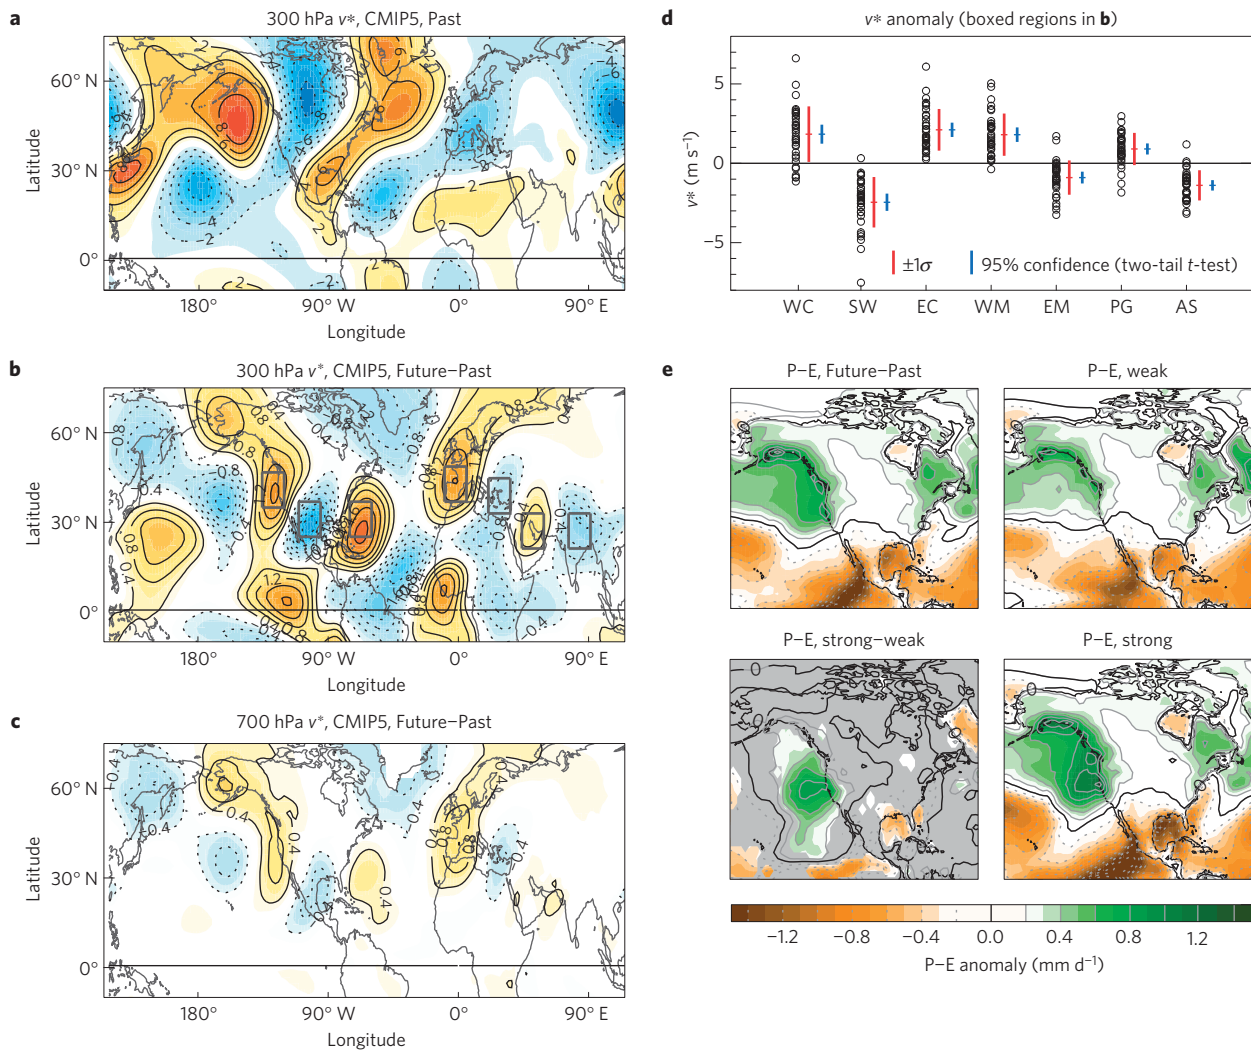 a
300 hPa v*, CMIP5, Past
60° N
30° N
0°
Latitude
180°
90° W
0°
90° E
Longitude
b
300 hPa v*, CMIP5, Future−Past
60° N
30° N
0°
Latitude
180°
90° W
0°
90° E
Longitude
c
700 hPa v*, CMIP5, Future−Past
60° N
30° N
0°
Latitude
180°
90° W
0°
90° E
Longitude
d
v* anomaly (boxed regions in b)
5
0
−5
v* (m s⁻¹)
±1σ
95% confidence (two-tail t-test)
WC SW EC WM EM PG AS
e
P−E, Future−Past
P−E, weak
P−E, strong−weak
P−E, strong
−1.2 −0.8 −0.4 0.0 0.4 0.8 1.2
P−E anomaly (mm d⁻¹)